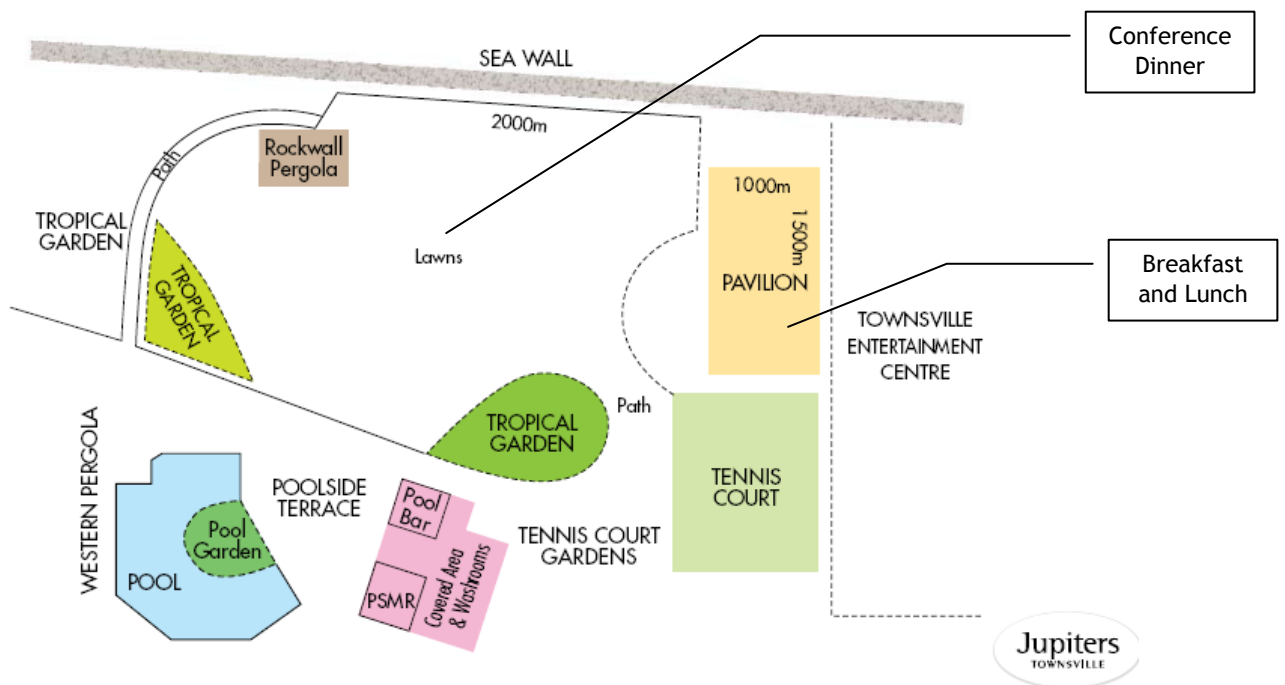 Conference
Dinner
SEA WALL
2000m
Rockwall
Pergola
Path
1000m
1500m
TROPICAL
GARDEN
Lawns
PAVILION
Breakfast
and Lunch
TROPICAL
GARDEN
TOWNSVILLE
ENTERTAINMENT
CENTRE
Path
TROPICAL
GARDEN
WESTERN PERGOLA
POOLSIDE
TERRACE
TENNIS
COURT
Pool
Bar
Pool
Garden
TENNIS COURT
GARDENS
POOL
PSMR
Covered Area
& Washrooms
Jupiters
TOWNSVILLE